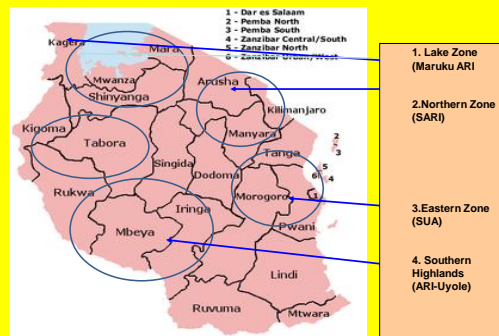 1 - Dar es Salaam
2 - Pemba North
3 - Pemba South
4 - Zanzibar Central/South
5 - Zanzibar North
6 - Zanzibar Urban/West
Kagera
Mara
Mwanza
Arusha
Shinyanga
Kilimanjaro
Kigoma
Manyara
Tabora
Tanga
Singida
Dodoma
2
3
5
6
4
1
Rukwa
Morogoro
Iringa
Pwani
Mbeya
Lindi
Ruvuma
Mtwara
1. Lake Zone
(Maruku ARI
2.Northern Zone
(SARI)
3.Eastern Zone
(SUA)
4. Southern
Highlands
(ARI-Uyole)